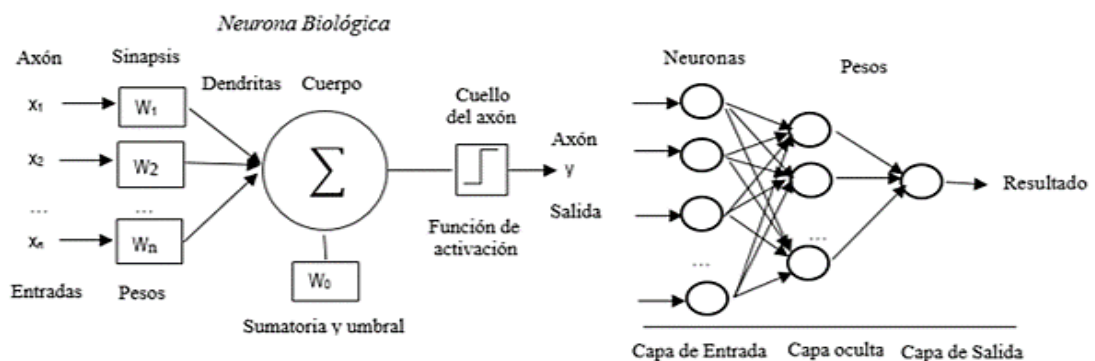 Neurona Biológica
Axón Sinapsis
Dendritas Cuerpo
Cuello
del axón
Axón
x₁ W₁
x₂ W₂
... ...
xₙ Wₙ
Σ
y
Salida
Función de
activación
W₀
Entradas Pesos
Sumatoria y umbral
Neuronas Pesos
...
...
Resultado
Capa de Entrada Capa oculta Capa de Salida